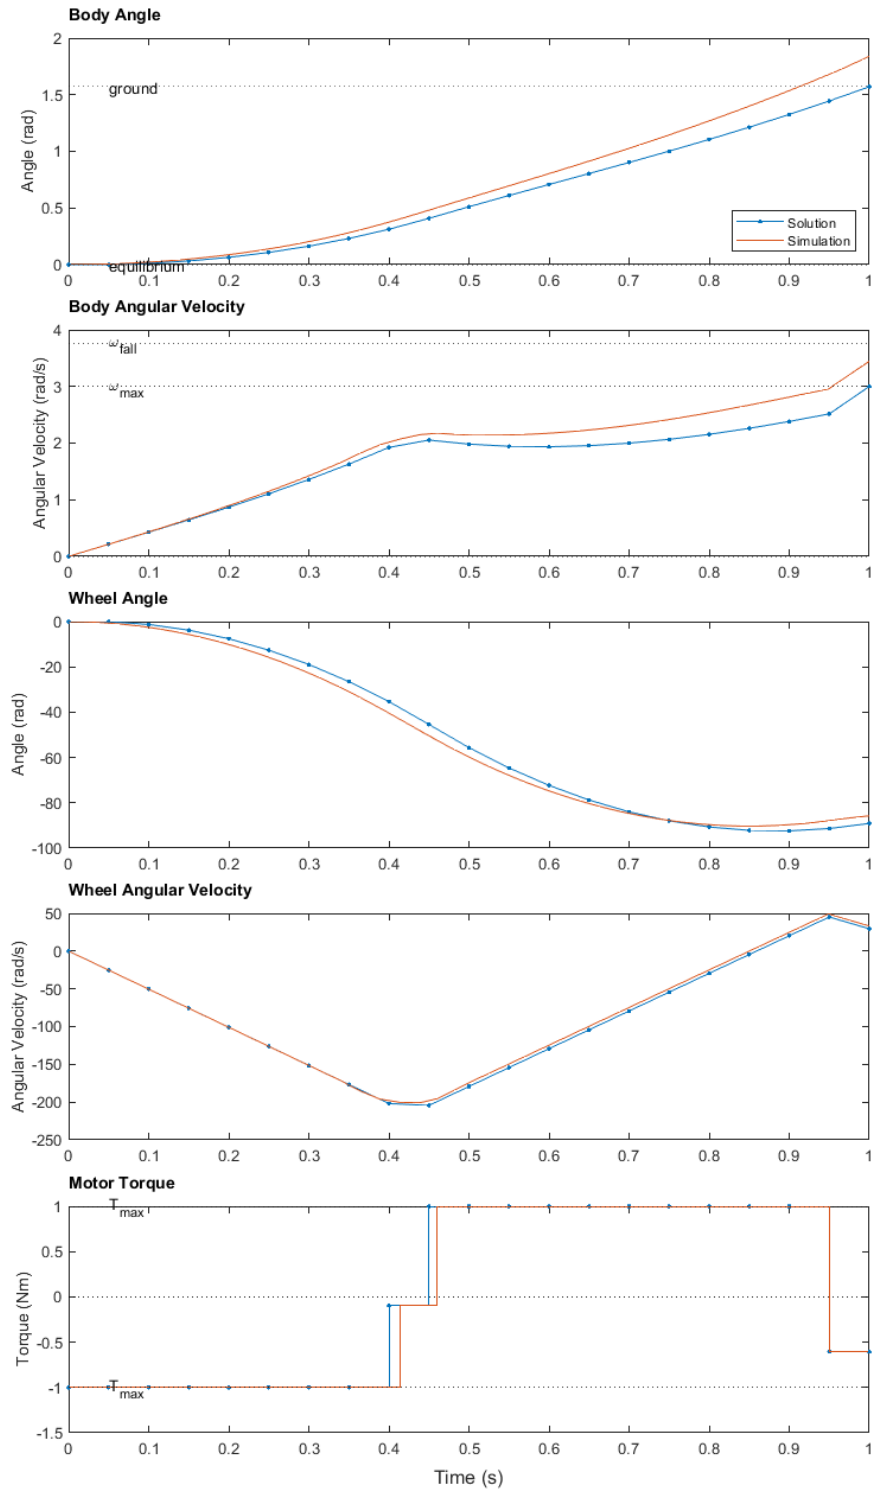 Body Angle
2
1.5
1
0.5
0
Angle (rad)
ground
equilibrium
Solution
Simulation
0 0.1 0.2 0.3 0.4 0.5 0.6 0.7 0.8 0.9 1
Body Angular Velocity
4
3
2
1
0
Angular Velocity (rad/s)
ωfall
ωmax
0 0.1 0.2 0.3 0.4 0.5 0.6 0.7 0.8 0.9 1
Wheel Angle
0
-20
-40
-60
-80
-100
Angle (rad)
0 0.1 0.2 0.3 0.4 0.5 0.6 0.7 0.8 0.9 1
Wheel Angular Velocity
50
0
-50
-100
-150
-200
-250
Angular Velocity (rad/s)
0 0.1 0.2 0.3 0.4 0.5 0.6 0.7 0.8 0.9 1
Motor Torque
1
0.5
0
-0.5
-1
-1.5
Torque (Nm)
Tmax
Tmax
0 0.1 0.2 0.3 0.4 0.5 0.6 0.7 0.8 0.9 1
Time (s)